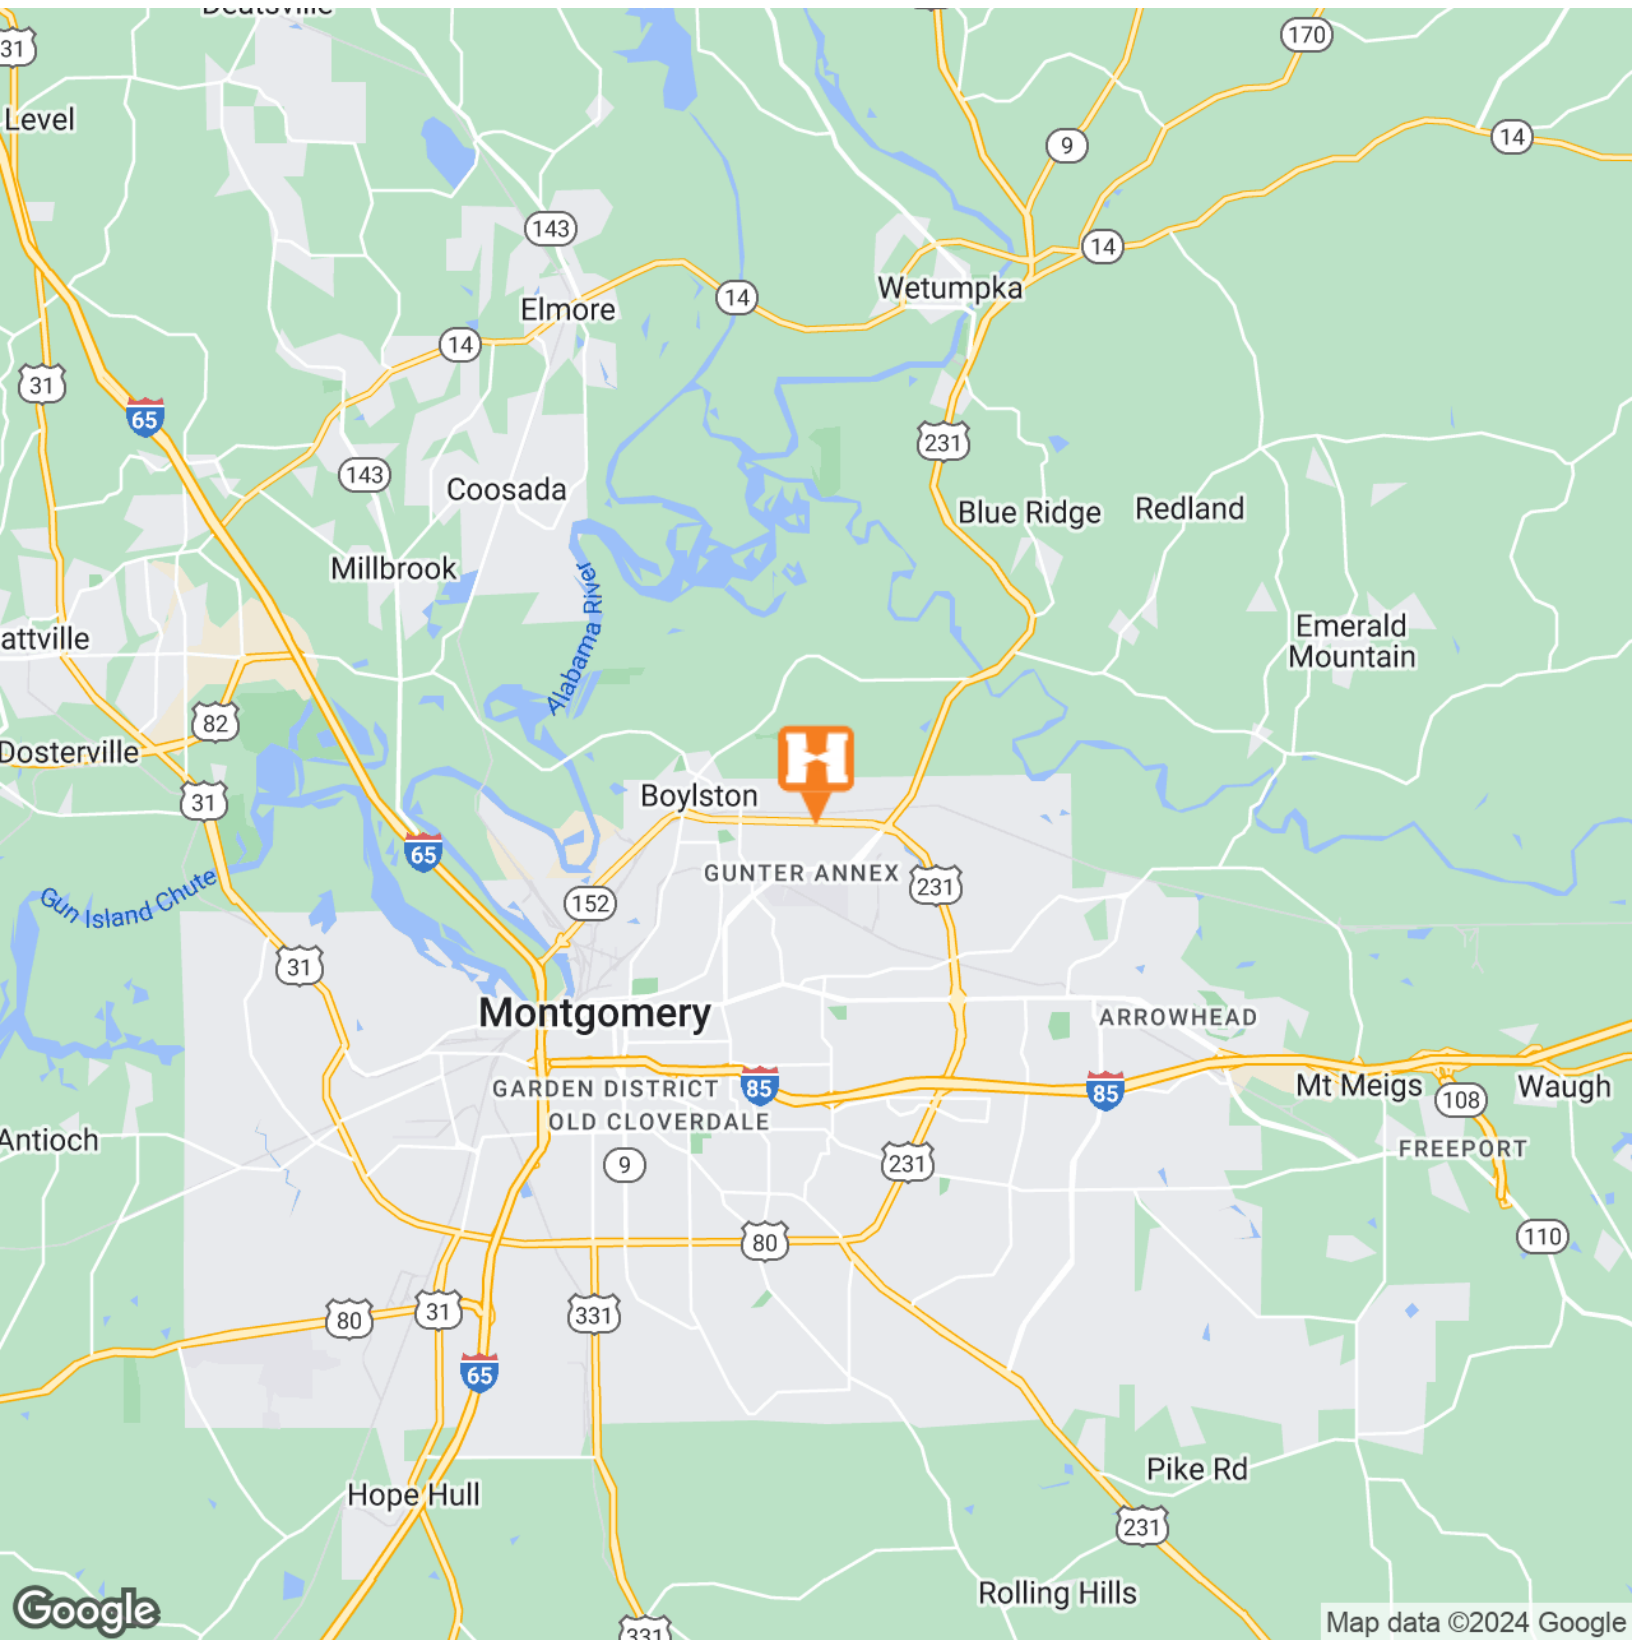 Deatsville
31
170
Level
9
14
143
14
Wetumpka
14
Elmore
14
31
65
231
143
Coosada
Blue Ridge
Redland
Millbrook
Alabama River
attville
Emerald
Mountain
82
Dosterville
H
31
Boylston
65
GUNTER ANNEX
231
Gun Island Chute
152
31
Montgomery
ARROWHEAD
GARDEN DISTRICT
85
85
Mt Meigs
Waugh
108
OLD CLOVERDALE
Antioch
FREEPORT
9
231
80
110
80
31
331
65
Pike Rd
Hope Hull
231
Rolling Hills
Google
331
Map data ©2024 Google